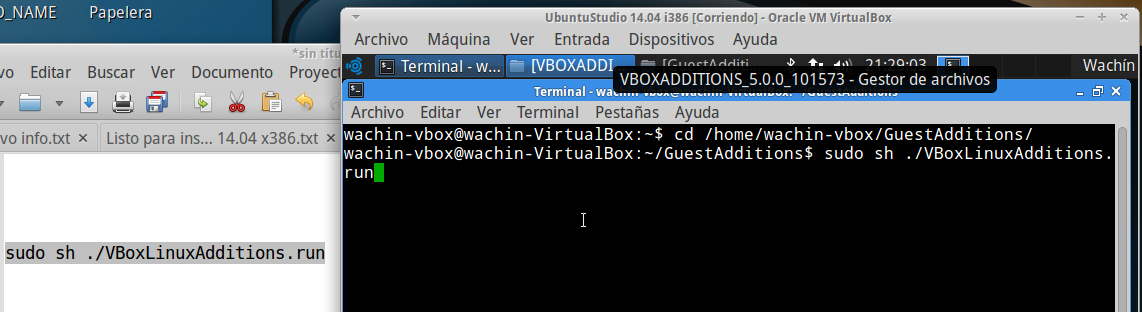 O_NAME Papelera
UbuntuStudio 14.04 i386 [Corriendo] - Oracle VM VirtualBox
Archivo Máquina Ver Entrada Dispositivos Ayuda
Terminal - w... [VBOXADDI [GuestAdditi 21:29:03 Wachín
VBOXADDITIONS_5.0.0_101573 - Gestor de archivos
*sin títu
vo Editar Buscar Ver Documento Proyect
vo info.txt Listo para ins... 14.04 x386.txt
sudo sh ./VBoxLinuxAdditions.run
Terminal - wachin-vbox@wachin-VirtualBox: ~/GuestAdditions
Archivo Editar Ver Terminal Pestañas Ayuda
wachin-vbox@wachin-VirtualBox:~$ cd /home/wachin-vbox/GuestAdditions/
wachin-vbox@wachin-VirtualBox:~/GuestAdditions$ sudo sh ./VBoxLinuxAdditions.
run